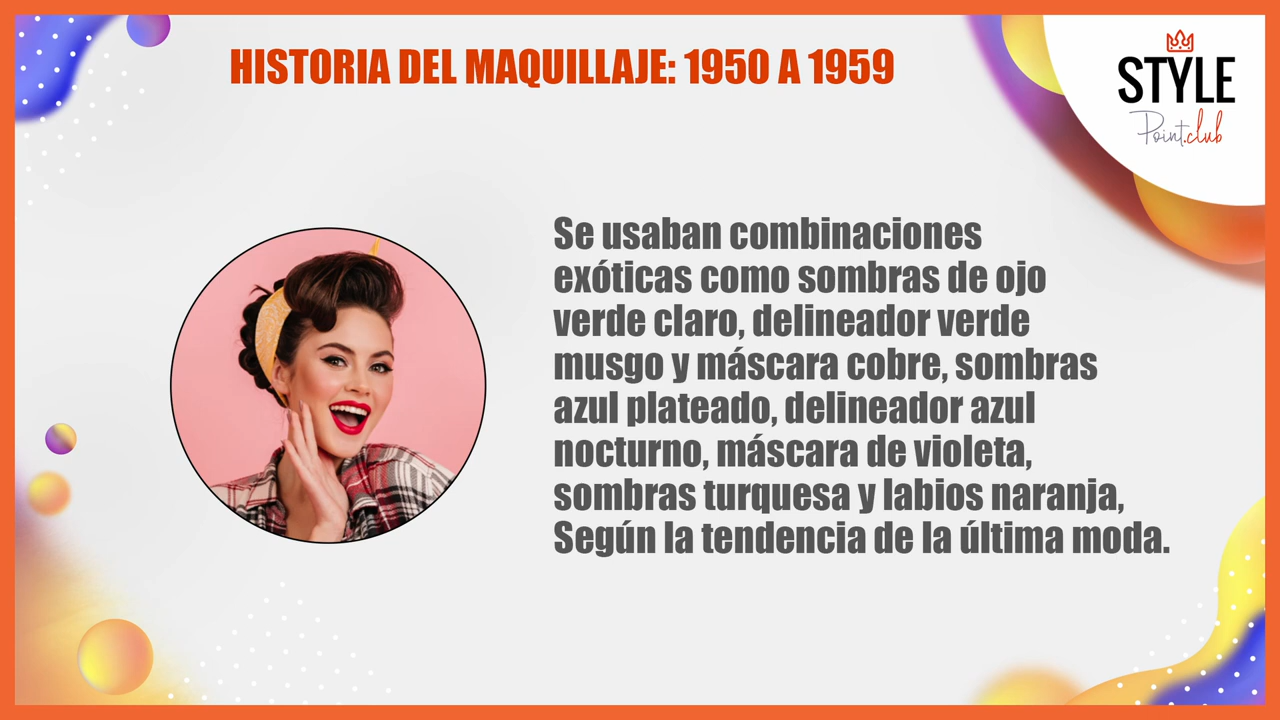 HISTORIA DEL MAQUILLAJE: 1950 A 1959
STYLE
Point.club
Se usaban combinaciones
exóticas como sombras de ojo
verde claro, delineador verde
musgo y máscara cobre, sombras
azul plateado, delineador azul
nocturno, máscara de violeta,
sombras turquesa y labios naranja,
Según la tendencia de la última moda.